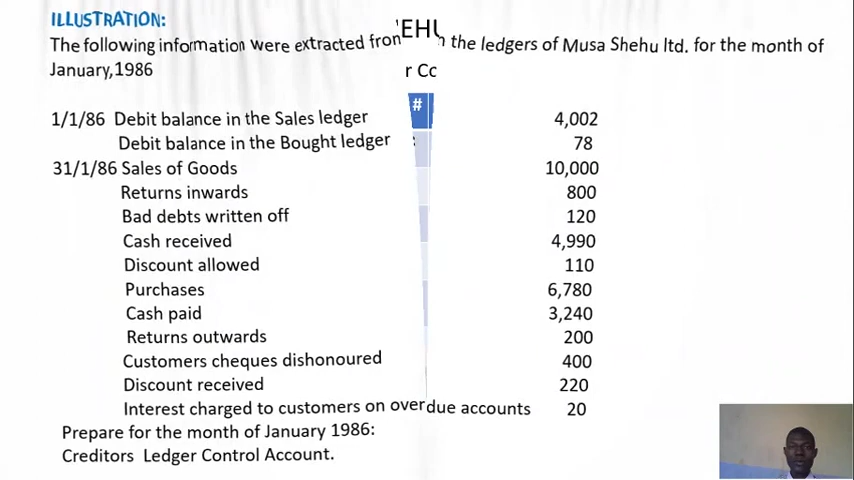 ILLUSTRATION:
EHU
The following information were extracted from the ledgers of Musa Shehu ltd. for the month of
January,1986
r Co
#
1/1/86 Debit balance in the Sales ledger 4,002
Debit balance in the Bought ledger 78
31/1/86 Sales of Goods 10,000
Returns inwards 800
Bad debts written off 120
Cash received 4,990
Discount allowed 110
Purchases 6,780
Cash paid 3,240
Returns outwards 200
Customers cheques dishonoured 400
Discount received 220
Interest charged to customers on overdue accounts 20
Prepare for the month of January 1986:
Creditors Ledger Control Account.